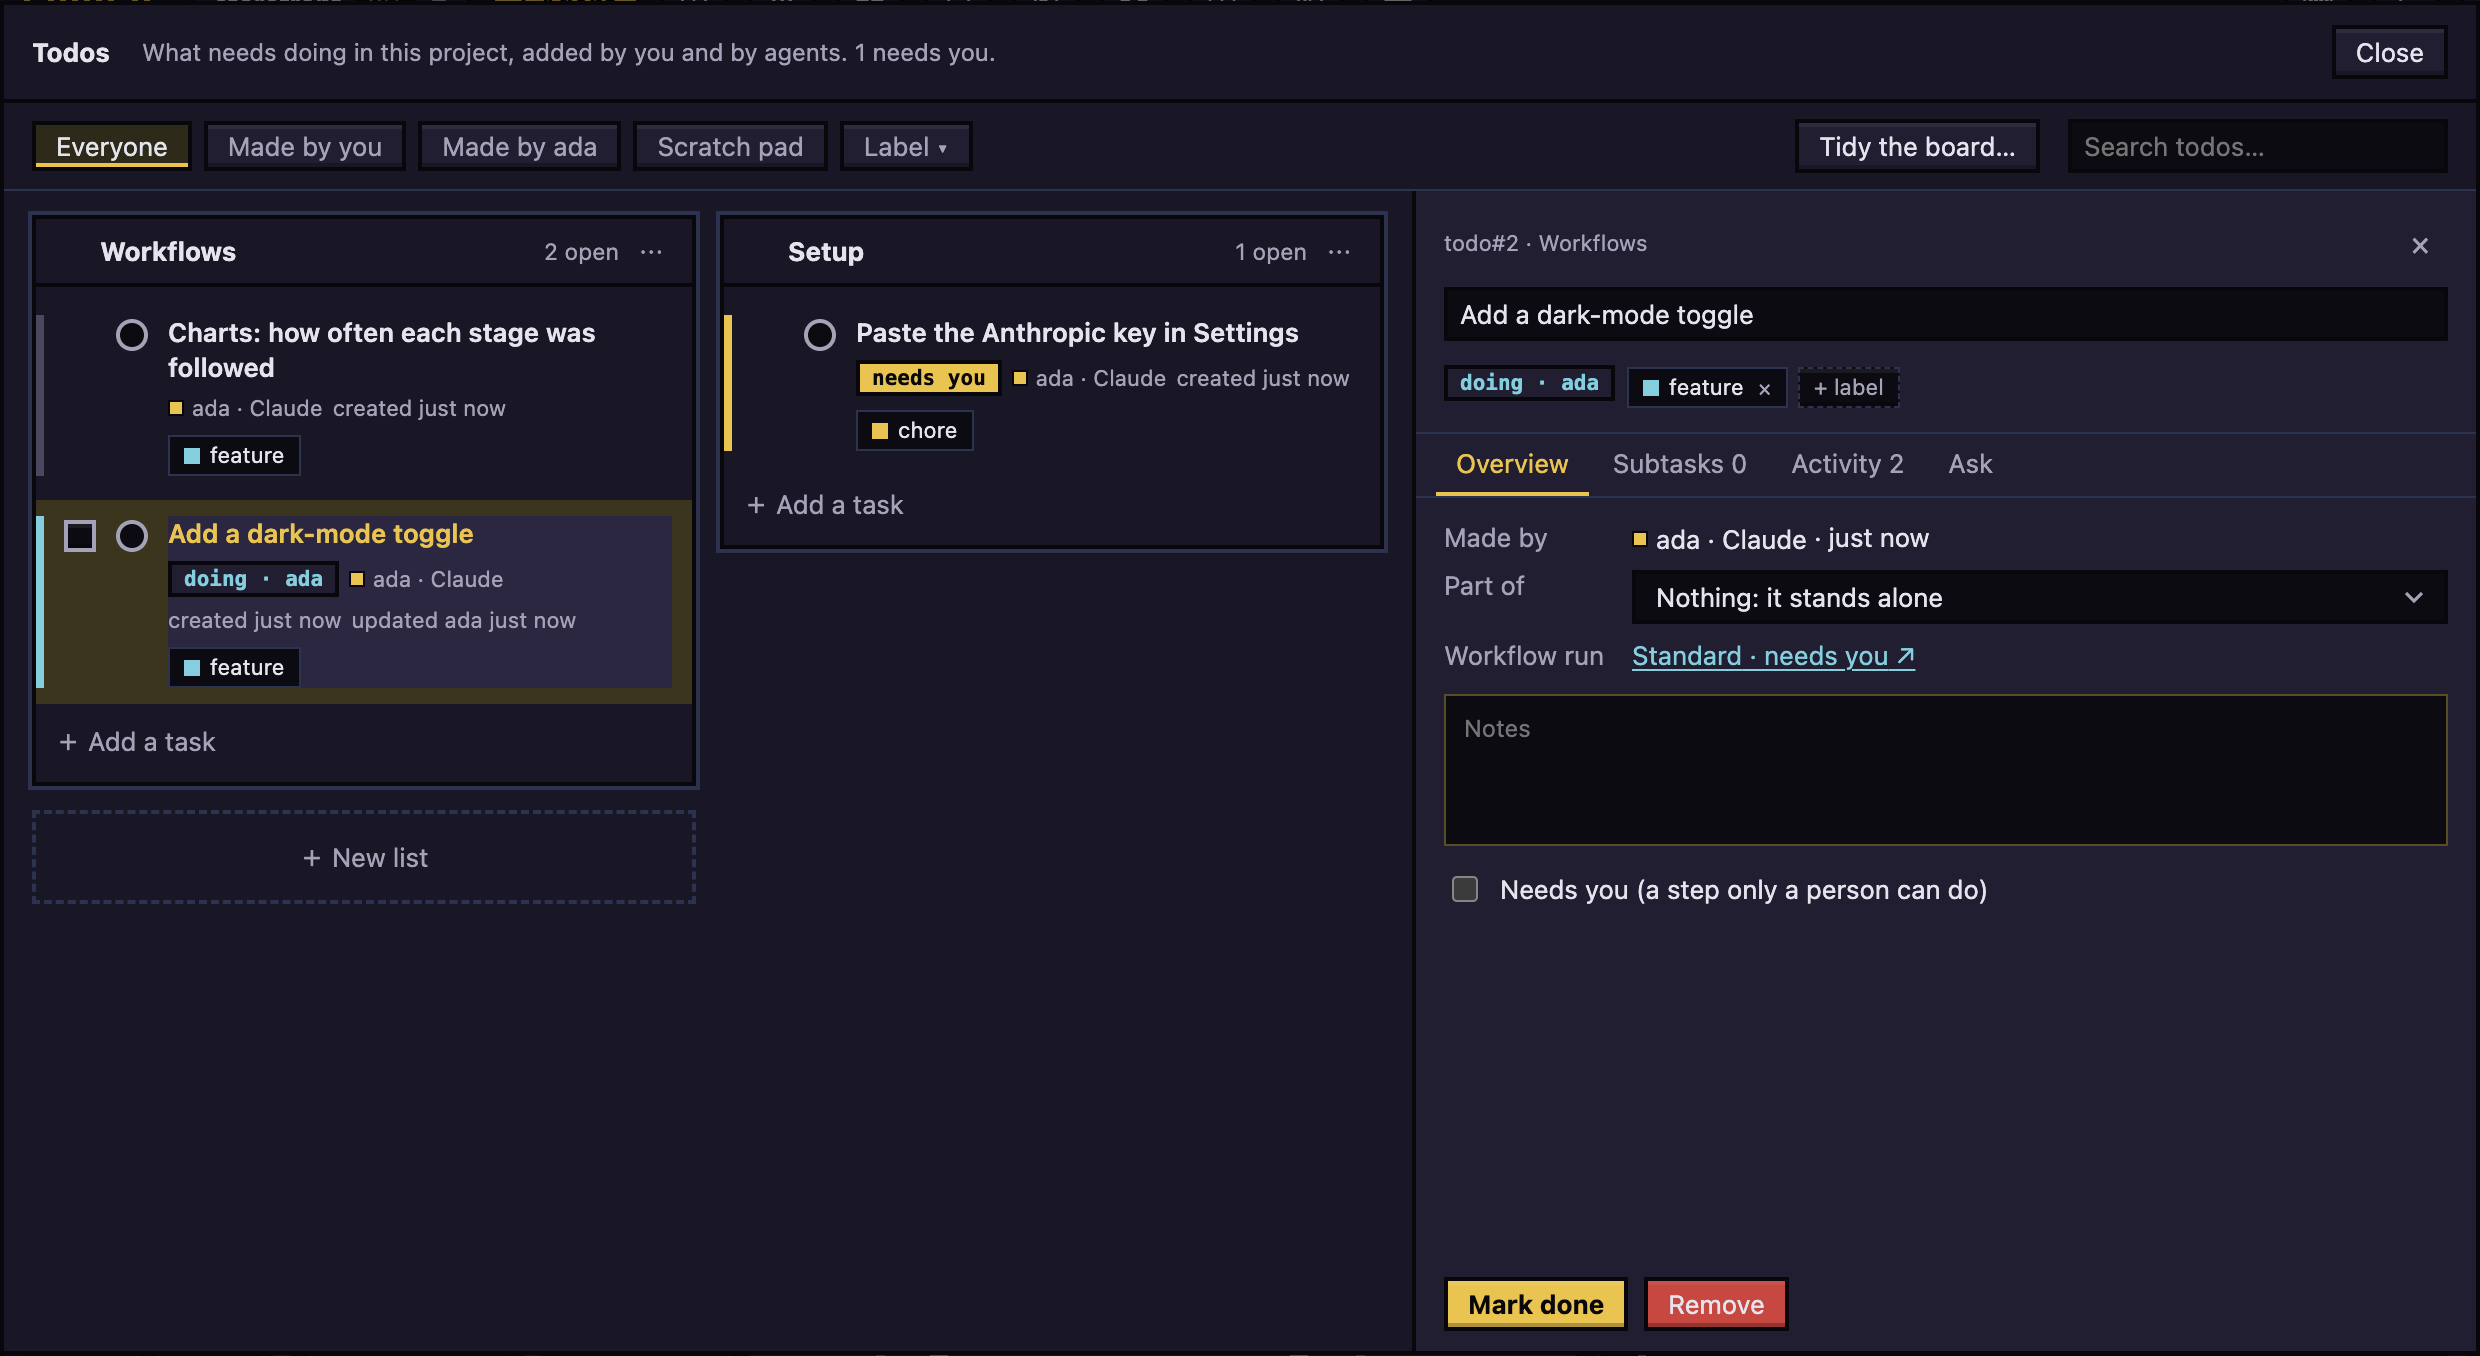 Todos What needs doing in this project, added by you and by agents. 1 needs you. Close
Everyone Made by you Made by ada Scratch pad Label ▾ Tidy the board... Search todos...
Workflows 2 open ···
Charts: how often each stage was
followed
ada · Claude created just now
feature
Add a dark-mode toggle
doing · ada ada · Claude
created just now updated ada just now
feature
+ Add a task
+ New list
Setup 1 open ···
Paste the Anthropic key in Settings
needs you ada · Claude created just now
chore
+ Add a task
todo#2 · Workflows ×
Add a dark-mode toggle
doing · ada feature × + label
Overview Subtasks 0 Activity 2 Ask
Made by ada · Claude · just now
Part of Nothing: it stands alone
Workflow run Standard · needs you ↗
Notes
Needs you (a step only a person can do)
Mark done Remove